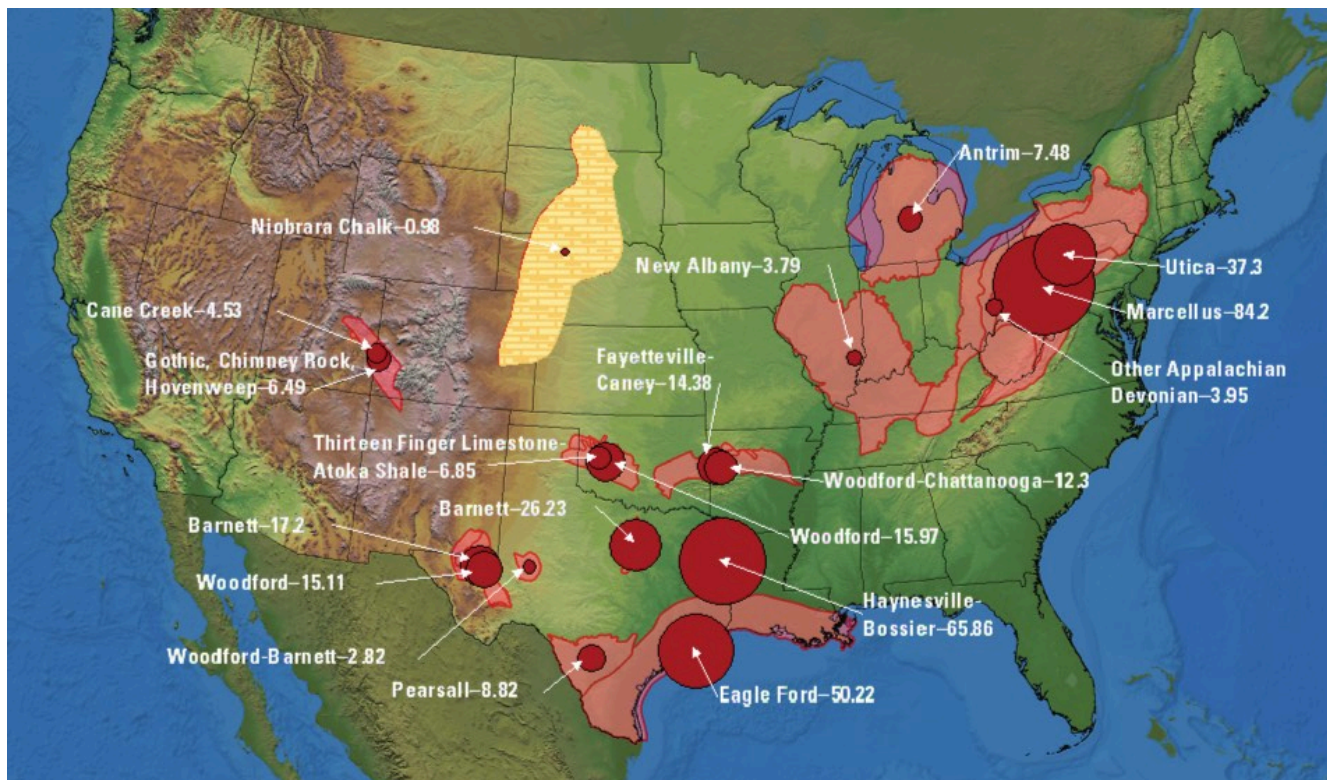 Antrim–7.48
Niobrara Chalk–0.98
New Albany–3.79
Utica–37.3
Cane Creek–4.53
Marcellus–84.2
Gothic, Chimney Rock,
Hovenweep–6.49
Fayetteville-
Caney–14.38
Other Appalachian
Devonian–3.95
Thirteen Finger Limestone-
Atoka Shale–6.85
Woodford-Chattanooga–12.3
Barnett–26.23
Barnett–17.2
Woodford–15.97
Woodford–15.11
Haynesville-
Bossier–65.86
Woodford-Barnett–2.82
Pearsall–8.82
Eagle Ford–50.22